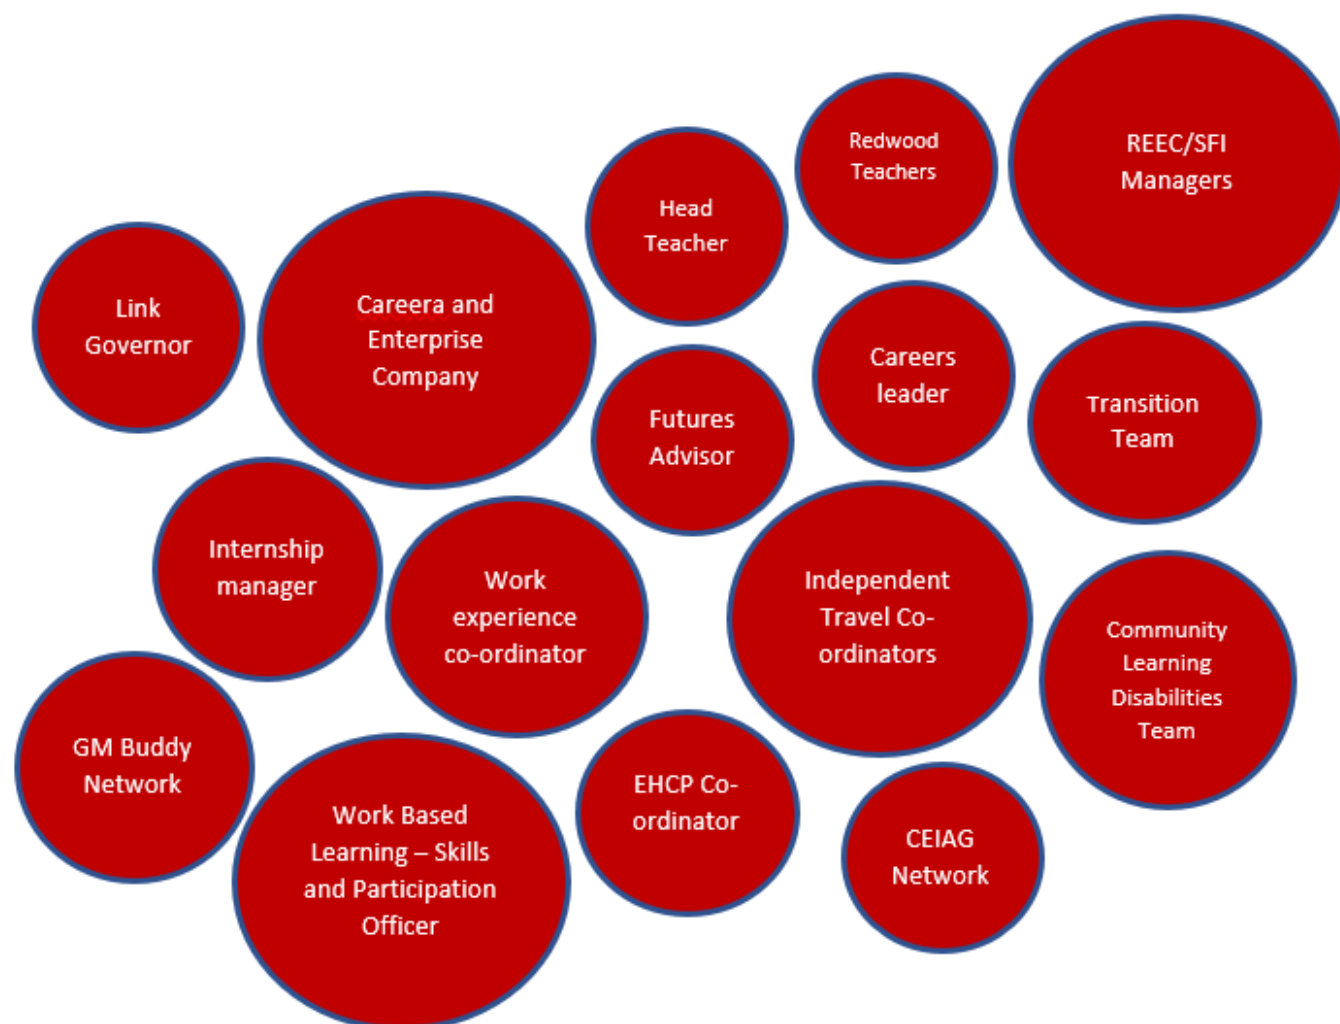 Redwood
Teachers
REEC/SFI
Managers
Head
Teacher
Link
Governor
Careera and
Enterprise
Company
Careers
leader
Futures
Advisor
Transition
Team
Internship
manager
Work
experience
co-ordinator
Independent
Travel Co-
ordinators
Community
Learning
Disabilities
Team
GM Buddy
Network
Work Based
Learning – Skills
and Participation
Officer
EHCP Co-
ordinator
CEIAG
Network